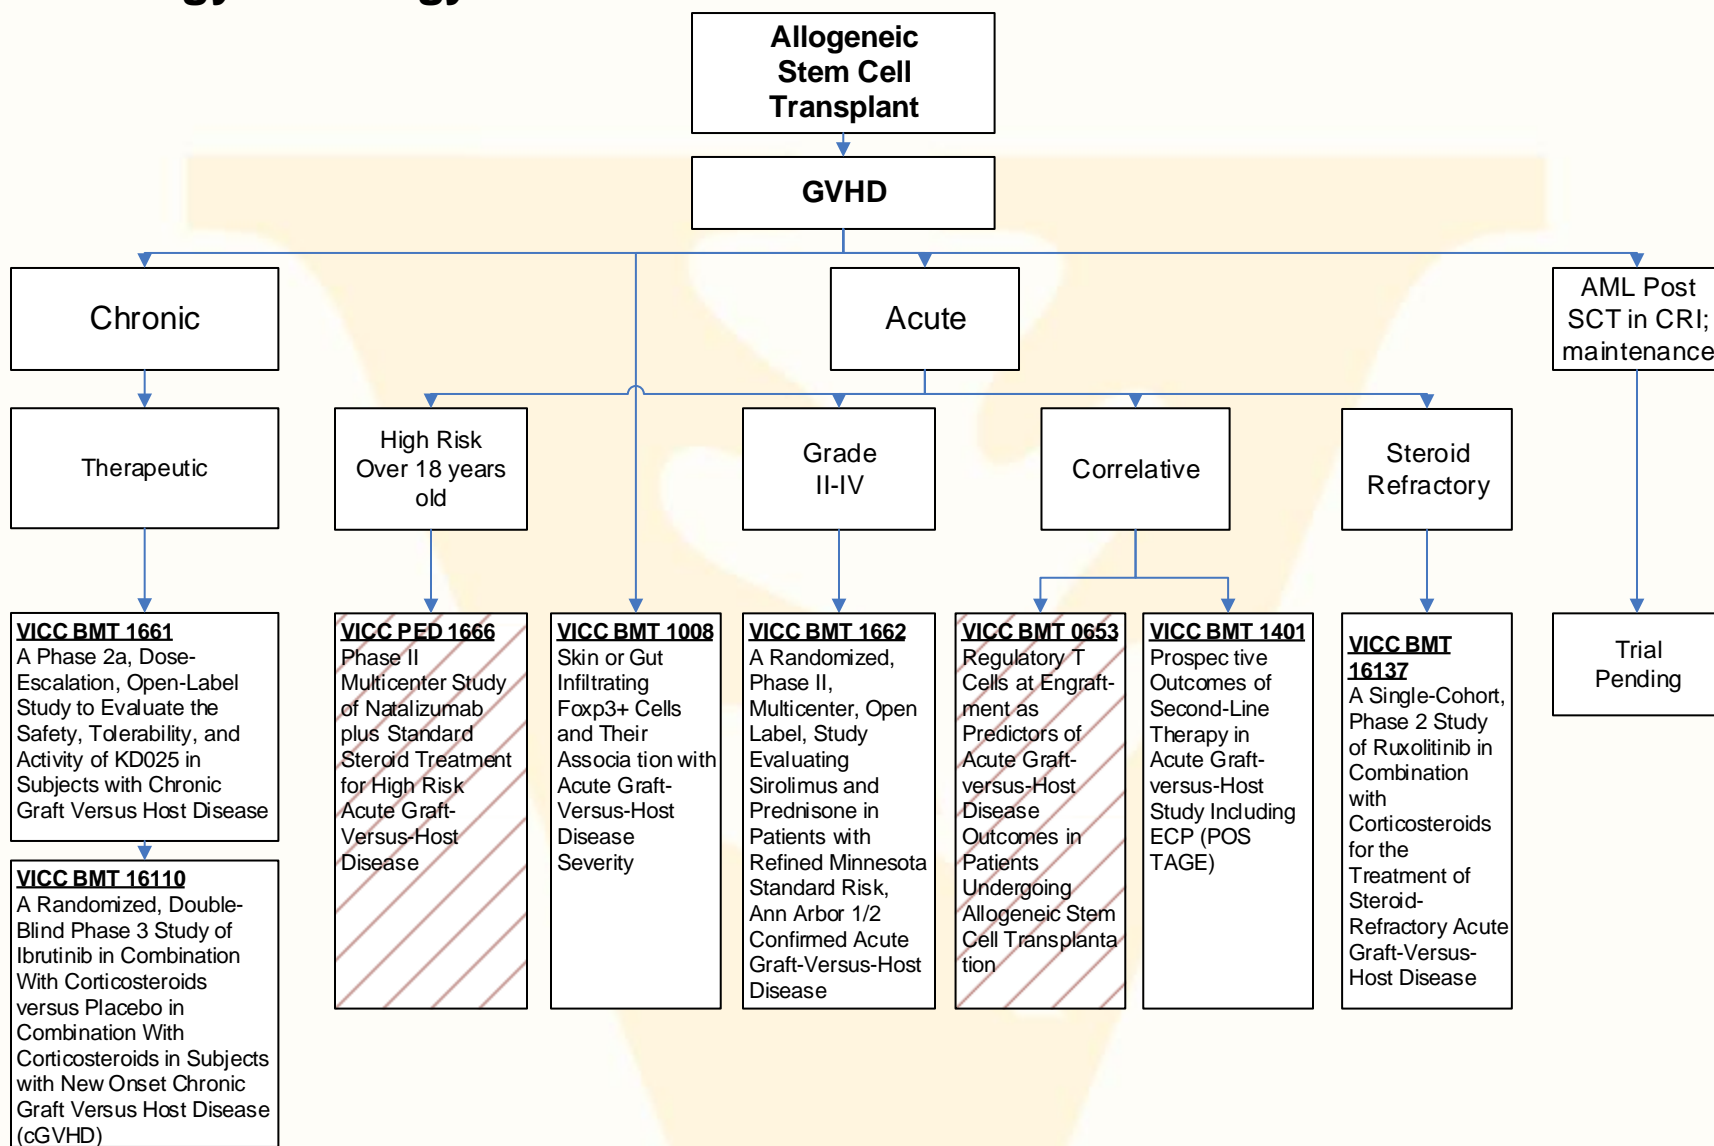 Allogeneic
Stem Cell
Transplant
GVHD
Chronic
Acute
AML Post
SCT in CRI;
maintenance
Therapeutic
High Risk
Over 18 years
old
Grade
II-IV
Correlative
Steroid
Refractory
VICC BMT 1661
A Phase 2a, Dose-
Escalation, Open-Label
Study to Evaluate the
Safety, Tolerability, and
Activity of KD025 in
Subjects with Chronic
Graft Versus Host Disease
VICC BMT 16110
A Randomized, Double-
Blind Phase 3 Study of
Ibrutinib in Combination
With Corticosteroids
versus Placebo in
Combination With
Corticosteroids in Subjects
with New Onset Chronic
Graft Versus Host Disease
(cGVHD)
VICC PED 1666
Phase II
Multicenter Study
of Natalizumab
plus Standard
Steroid Treatment
for High Risk
Acute Graft-
Versus-Host
Disease
VICC BMT 1008
Skin or Gut
Infiltrating
Foxp3+ Cells
and Their
Associa tion with
Acute Graft-
Versus-Host
Disease
Severity
VICC BMT 1662
A Randomized,
Phase II,
Multicenter, Open
Label, Study
Evaluating
Sirolimus and
Prednisone in
Patients with
Refined Minnesota
Standard Risk,
Ann Arbor 1/2
Confirmed Acute
Graft-Versus-Host
Disease
VICC BMT 0653
Regulatory T
Cells at Engraft-
ment as
Predictors of
Acute Graft-
versus-Host
Disease
Outcomes in
Patients
Undergoing
Allogeneic Stem
Cell Transplanta
tion
VICC BMT 1401
Prospec tive
Outcomes of
Second-Line
Therapy in
Acute Graft-
versus-Host
Study Including
ECP (POS
TAGE)
VICC BMT
16137
A Single-Cohort,
Phase 2 Study
of Ruxolitinib in
Combination
with
Corticosteroids
for the
Treatment of
Steroid-
Refractory Acute
Graft-Versus-
Host Disease
Trial
Pending